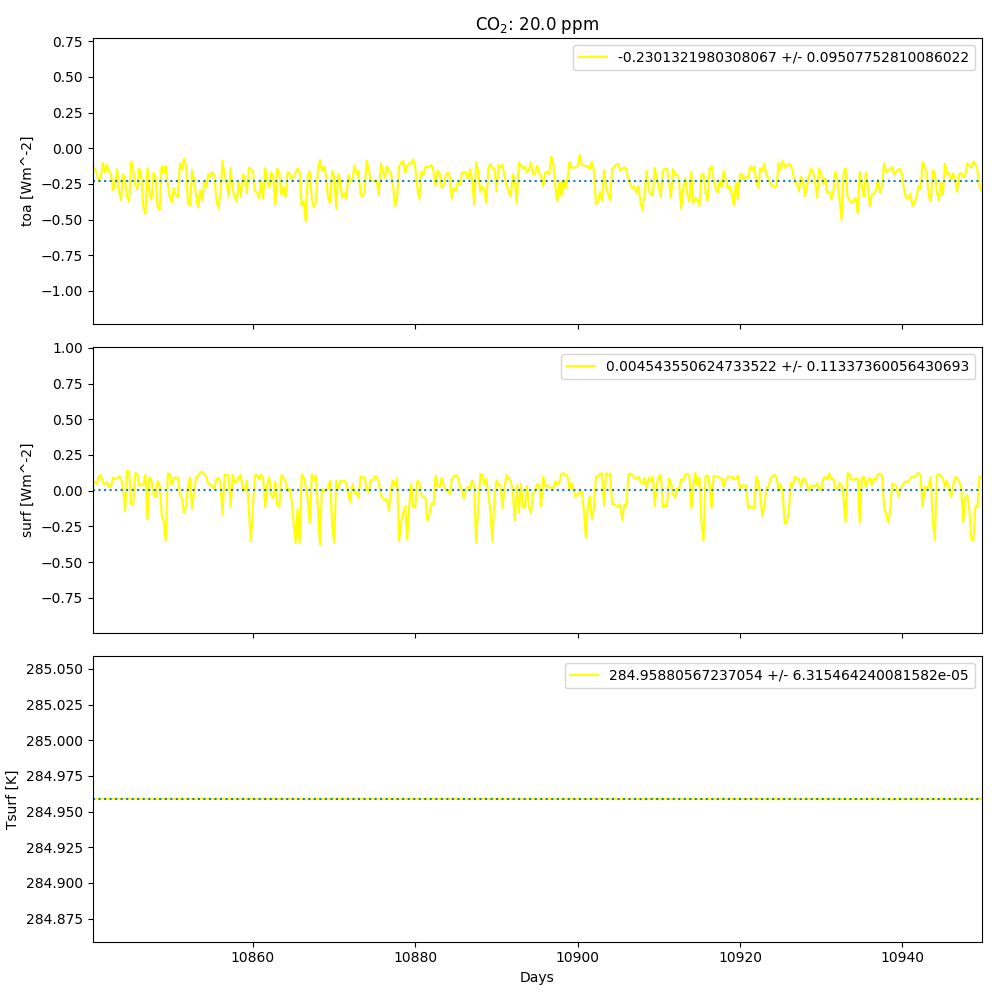 CO₂: 20.0 ppm
toa [Wm^-2]
0.75
0.50
0.25
0.00
−0.25
−0.50
−0.75
−1.00
-0.2301321980308067 +/- 0.09507752810086022
surf [Wm^-2]
1.00
0.75
0.50
0.25
0.00
−0.25
−0.50
−0.75
0.004543550624733522 +/- 0.11337360056430693
Tsurf [K]
285.050
285.025
285.000
284.975
284.950
284.925
284.900
284.875
284.95880567237054 +/- 6.315464240081582e-05
10860 10880 10900 10920 10940
Days